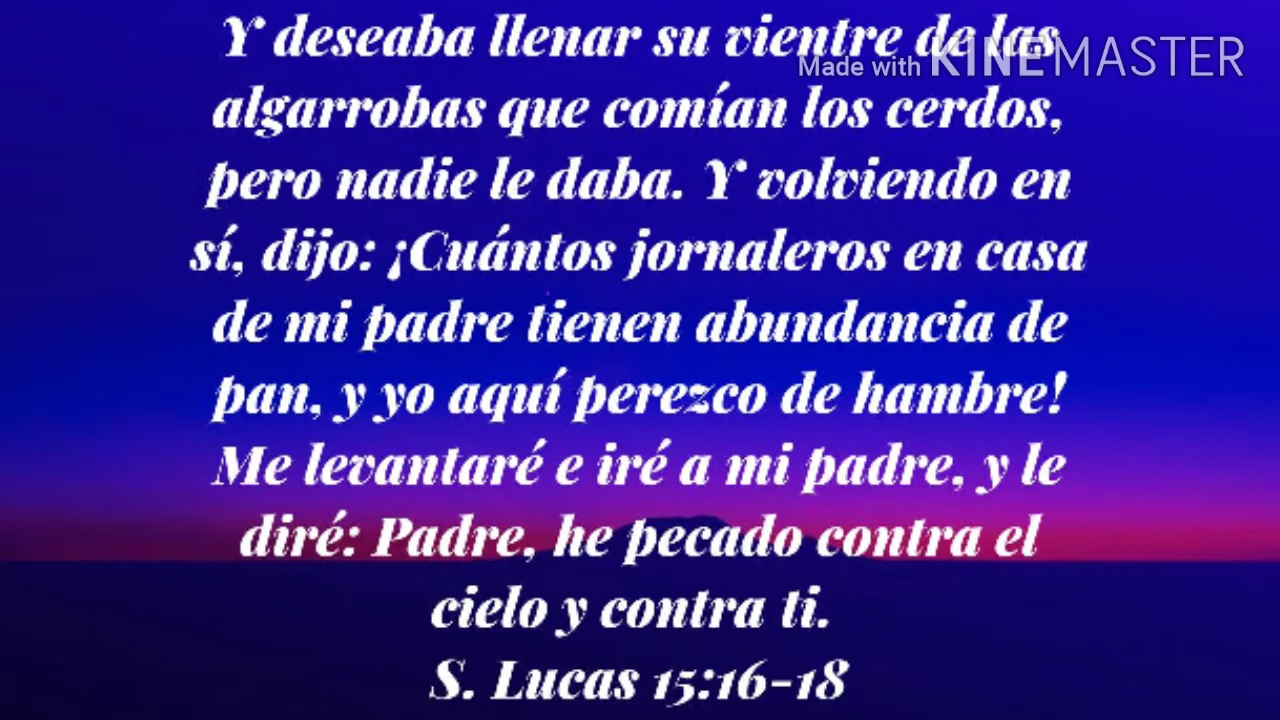 Y deseaba llenar su vientre de las
Made with KINEMASTER
algarrobas que comían los cerdos,
pero nadie le daba. Y volviendo en
sí, dijo: ¡Cuántos jornaleros en casa
de mi padre tienen abundancia de
pan, y yo aquí perezco de hambre!
Me levantaré e iré a mi padre, y le
diré: Padre, he pecado contra el
cielo y contra ti.
S. Lucas 15:16-18